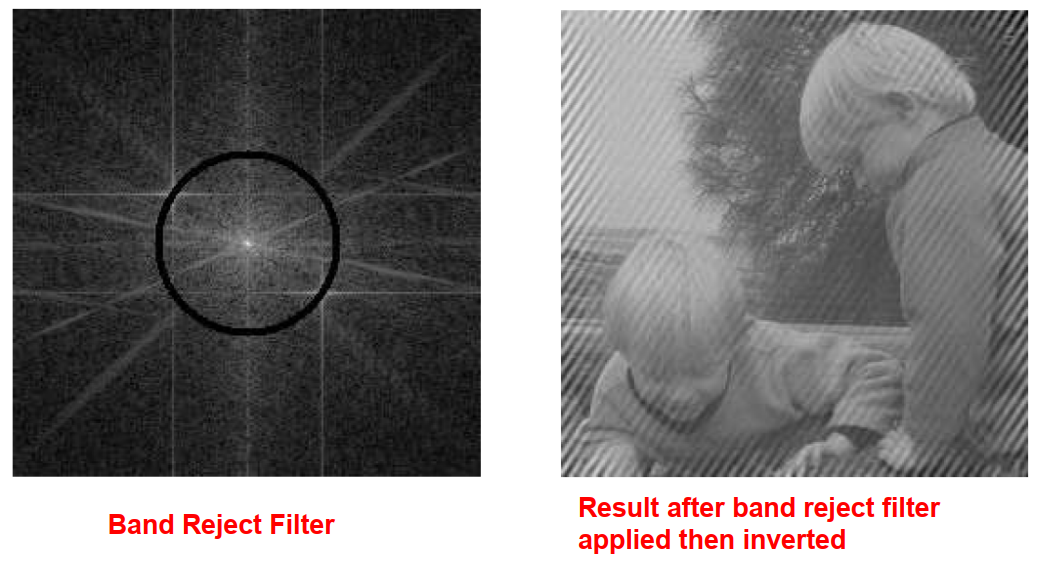 Band Reject Filter
Result after band reject filter
applied then inverted